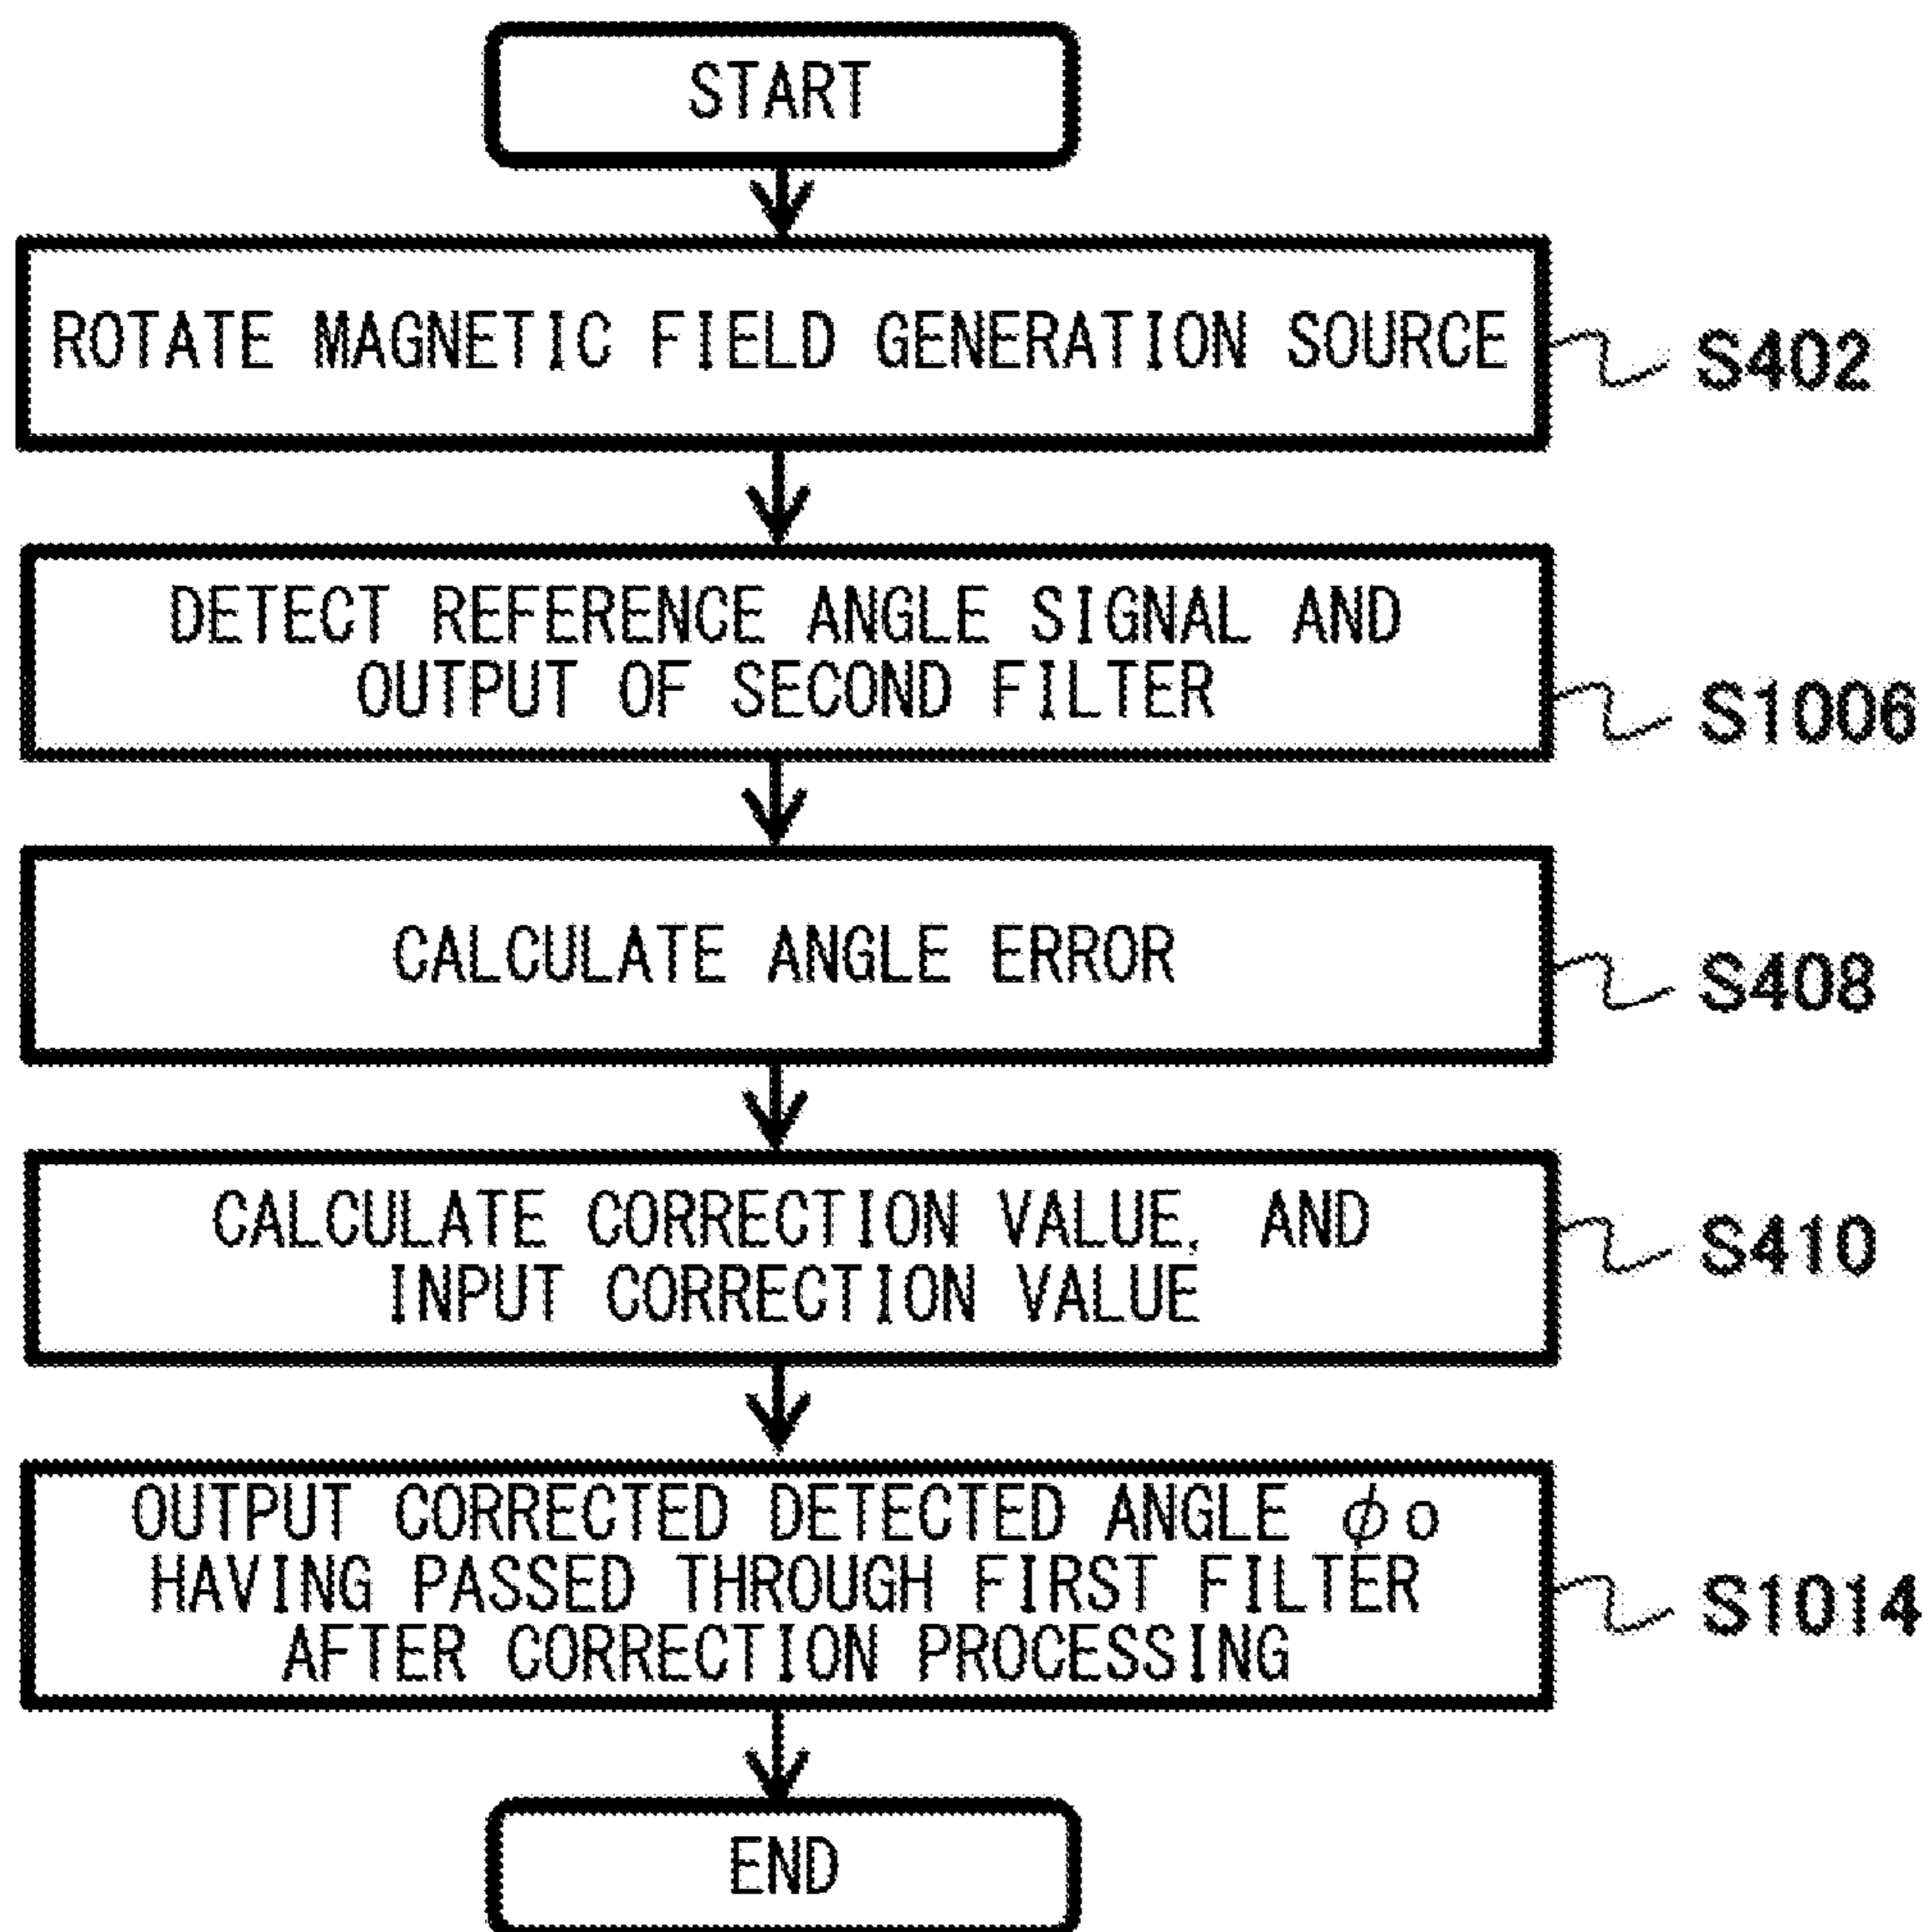 START
ROTATE MAGNETIC FIELD GENERATION SOURCE
S402
DETECT REFERENCE ANGLE SIGNAL AND
OUTPUT OF SECOND FILTER
S1006
CALCULATE ANGLE ERROR
S408
CALCULATE CORRECTION VALUE, AND
INPUT CORRECTION VALUE
S410
OUTPUT CORRECTED DETECTED ANGLE ϕo
HAVING PASSED THROUGH FIRST FILTER
AFTER CORRECTION PROCESSING
S1014
END